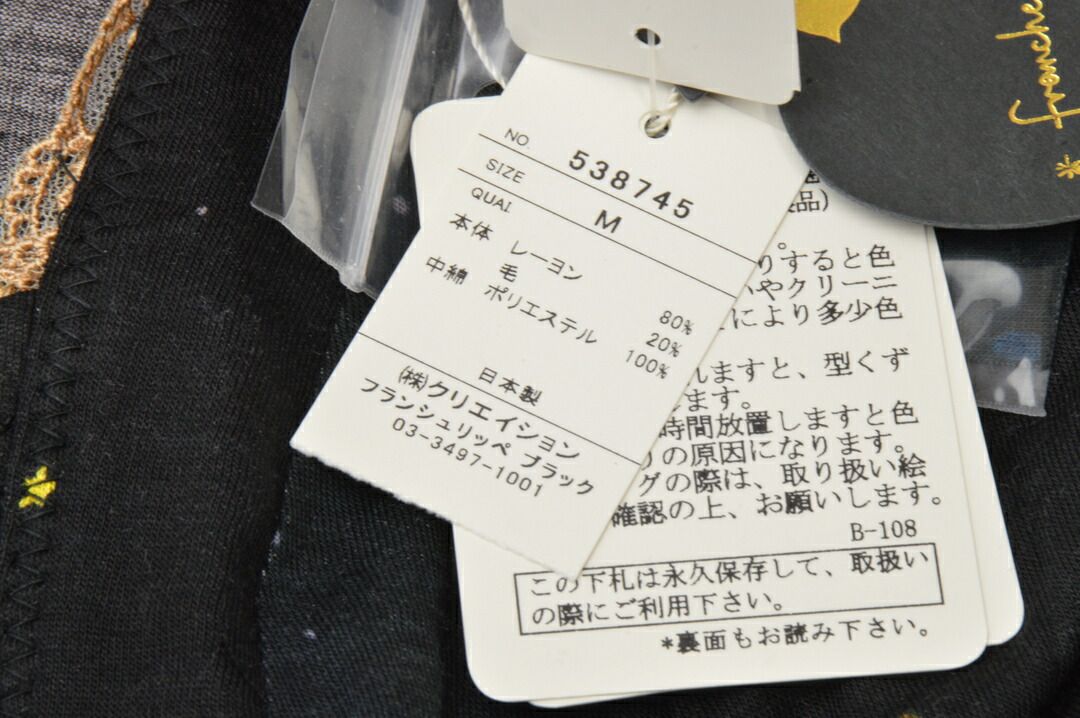 NO. 538745
SIZE M
QUAI
本体 レーヨン 80%
毛 20%
中綿 ポリエステル 100%
日本製
(株)クリエイション
フランシュリッペ ブラック
03-3497-1001
品)
。
りすると色
いやクリーニ
により多少色
れますと、型くず
します。
時間放置しますと色
の原因になります。
グの際は、取り扱い絵
確認の上、お願いします。
B-108
この下札は永久保存して、取扱い
の際にご利用下さい。
*裏面もお読み下さい。
franche